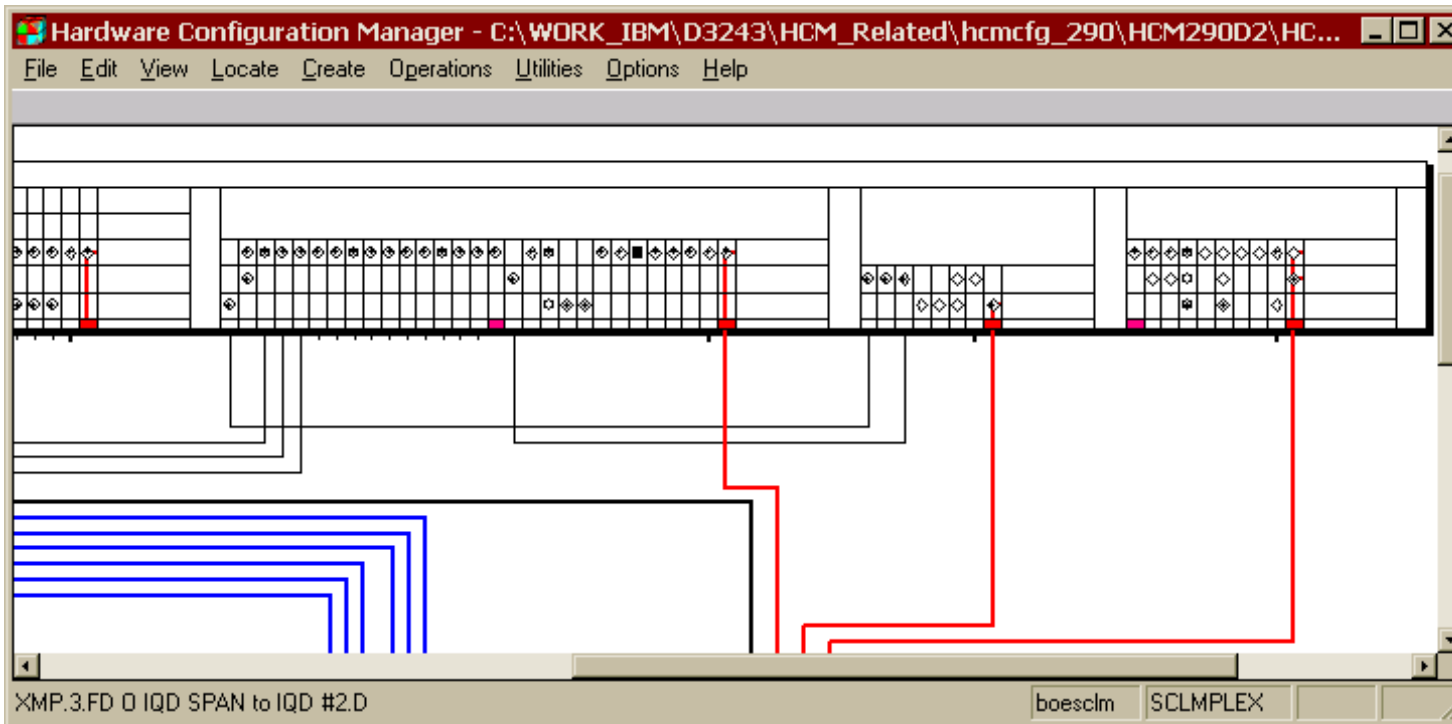 Hardware Configuration Manager - C:\WORK_IBM\D3243\HCM_Related\hcmcfg_290\HCM290D2\HC...
File Edit View Locate Create Operations Utilities Options Help
XMP.3.FD O IQD SPAN to IQD #2.D boesclm SCLMPLEX